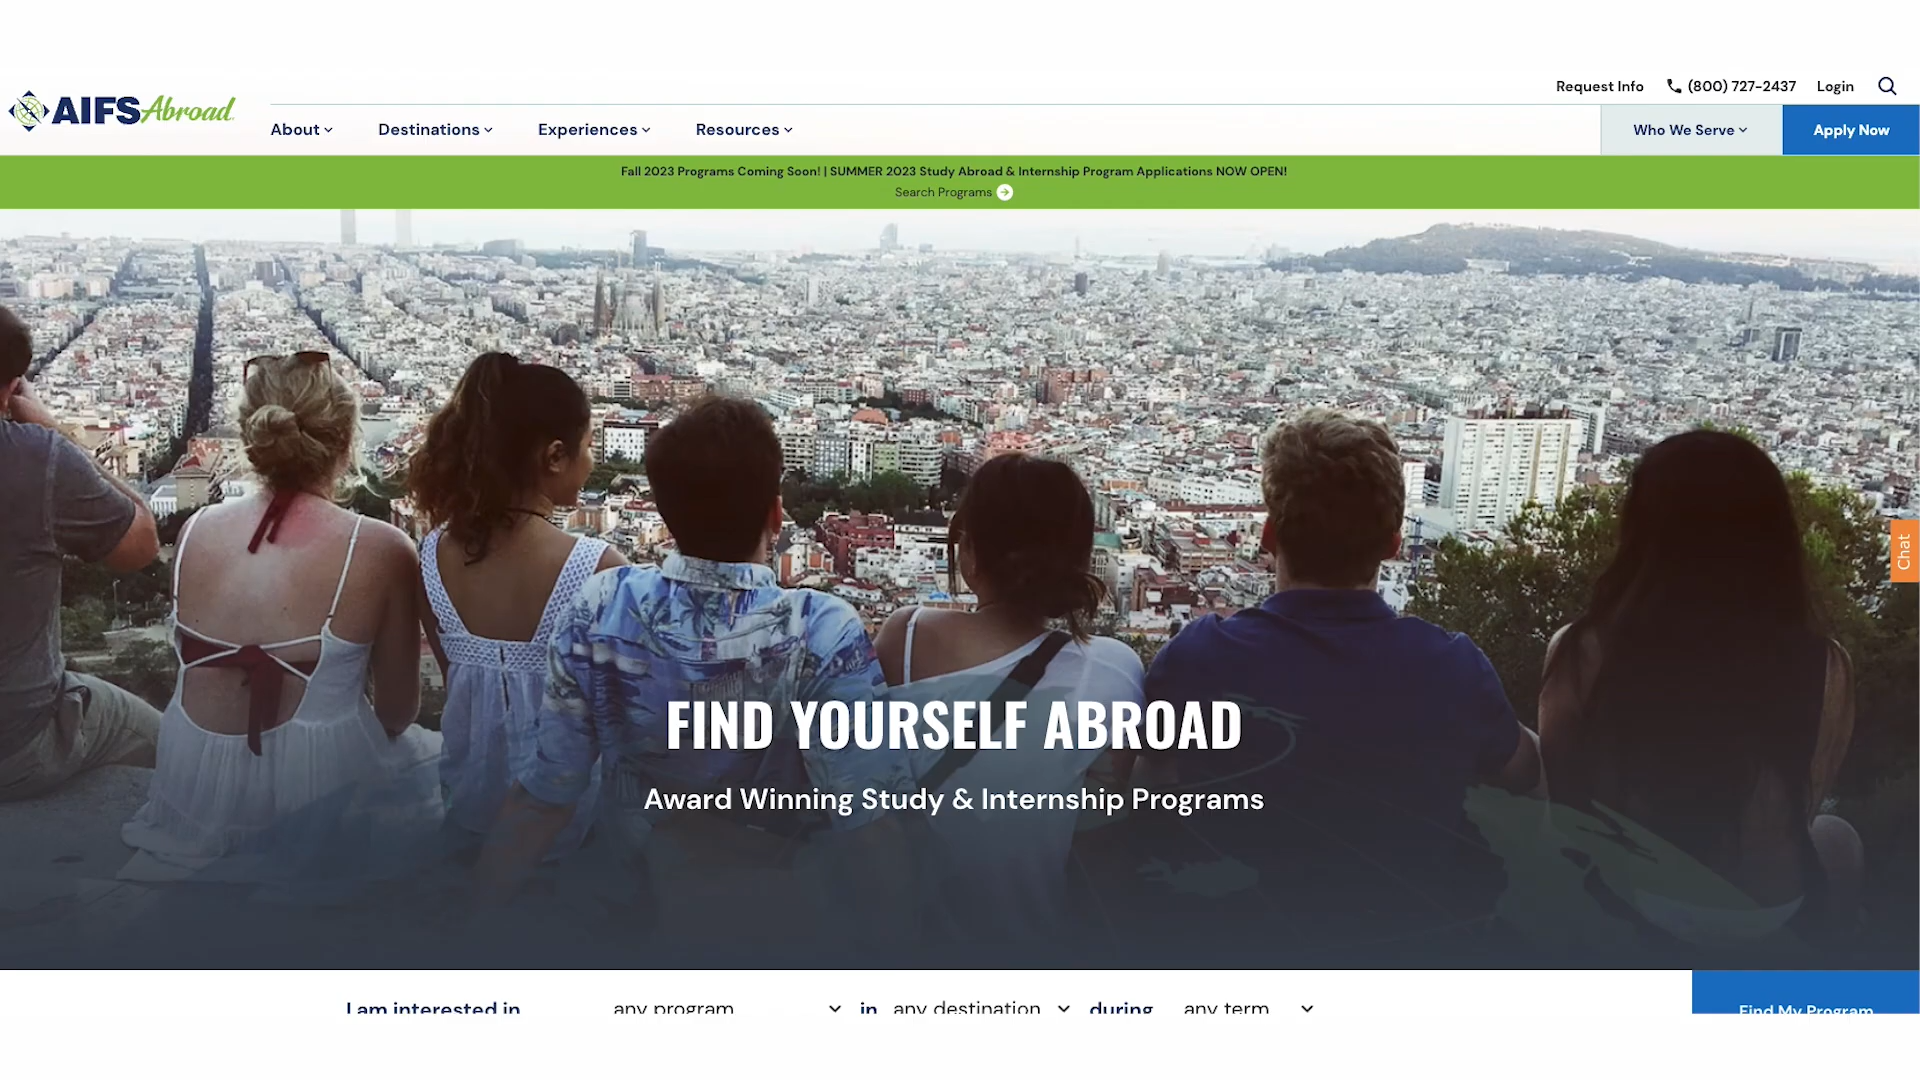 Request Info (800) 727-2437 Login
AIFS Abroad
About Destinations Experiences Resources Who We Serve Apply Now
Fall 2023 Programs Coming Soon! | SUMMER 2023 Study Abroad & Internship Program Applications NOW OPEN!
Search Programs
Chat
FIND YOURSELF ABROAD
Award Winning Study & Internship Programs
I am interested in any program in any destination during any term Find My Program